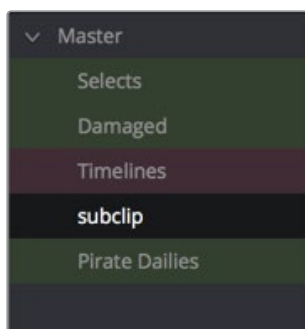 Master
Selects
Damaged
Timelines
subclip
Pirate Dailies